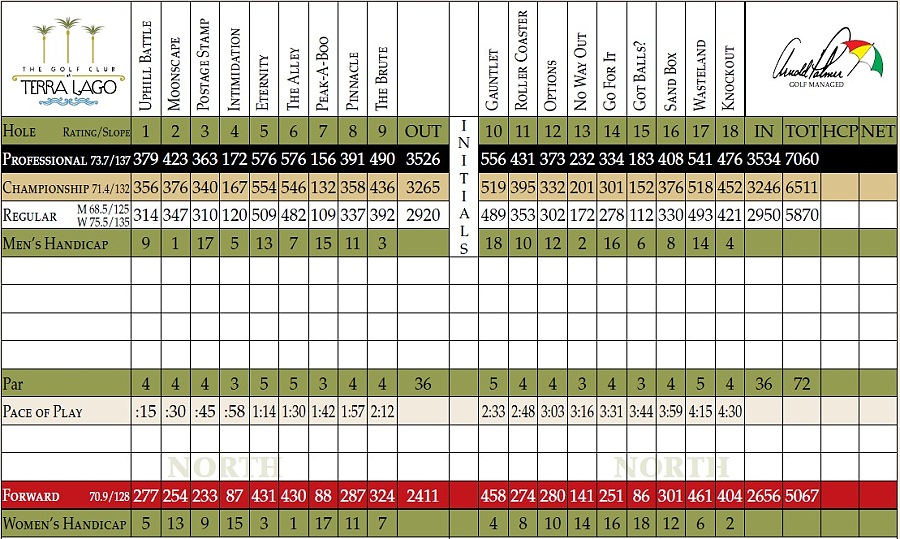 THE GOLF CLUB
at
TERRA LAGO
UPHILL BATTLE MOONSCAPE POSTAGE STAMP INTIMIDATION ETERNITY THE ALLEY PEAK-A-BOO PINNACLE THE BRUTE GAUNTLET ROLLER COASTER OPTIONS NO WAY OUT GO FOR IT GOT BALLS? SAND BOX WASTELAND KNOCKOUT
Arnold Palmer
GOLF MANAGED
HOLE RATING/SLOPE 1 2 3 4 5 6 7 8 9 OUT INITIALS 10 11 12 13 14 15 16 17 18 IN TOT HCP NET
PROFESSIONAL 73.7/137 379 423 363 172 576 576 156 391 490 3526 556 431 373 232 334 183 408 541 476 3534 7060
CHAMPIONSHIP 71.4/132 356 376 340 167 554 546 132 358 436 3265 519 395 332 201 301 152 376 518 452 3246 6511
REGULAR M 68.5/125 W 75.5/135 314 347 310 120 509 482 109 337 392 2920 489 353 302 172 278 112 330 493 421 2950 5870
MEN'S HANDICAP 9 1 17 5 13 7 15 11 3 18 10 12 2 16 6 8 14 4
PAR 4 4 4 3 5 5 3 4 4 36 5 4 4 3 4 3 4 5 4 36 72
PACE OF PLAY :15 :30 :45 :58 1:14 1:30 1:42 1:57 2:12 2:33 2:48 3:03 3:16 3:31 3:44 3:59 4:15 4:30
NORTH NORTH
FORWARD 70.9/128 277 254 233 87 431 430 88 287 324 2411 458 274 280 141 251 86 301 461 404 2656 5067
WOMEN'S HANDICAP 5 13 9 15 3 1 17 11 7 4 8 10 14 16 18 12 6 2